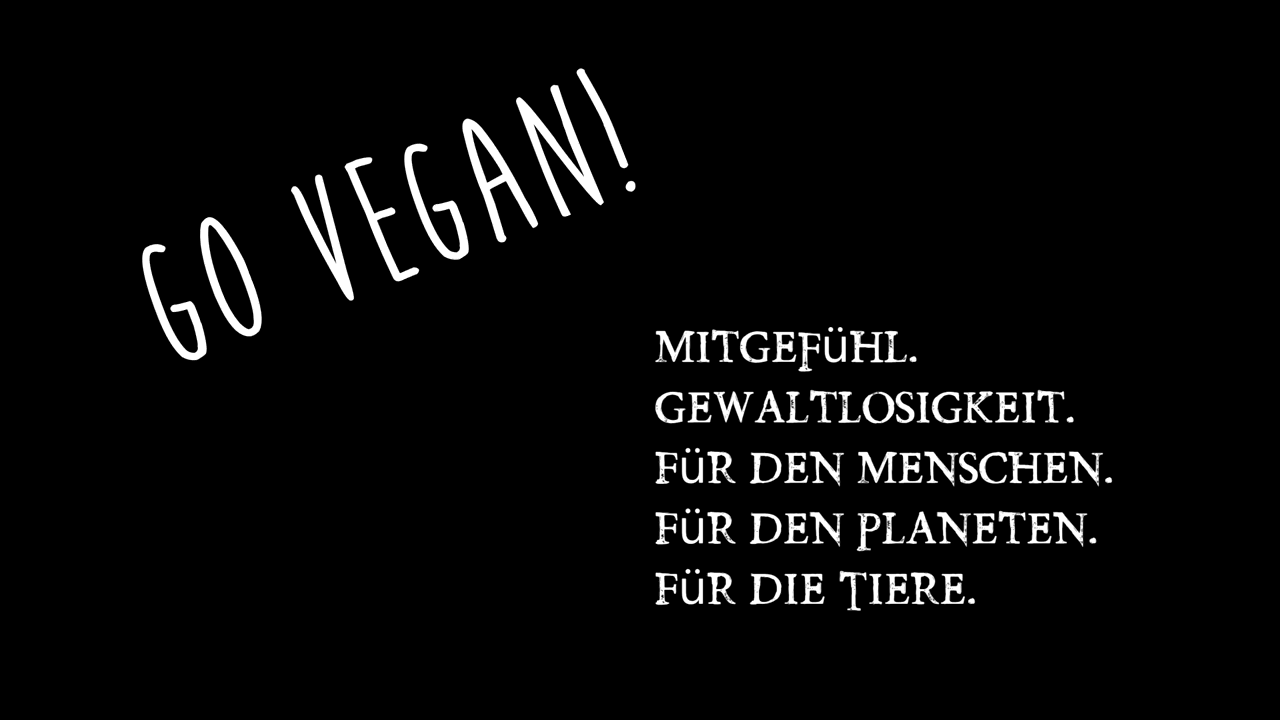 GO VEGAN!
MITGEFÜHL.
GEWALTLOSIGKEIT.
FÜR DEN MENSCHEN.
FÜR DEN PLANETEN.
FÜR DIE TIERE.